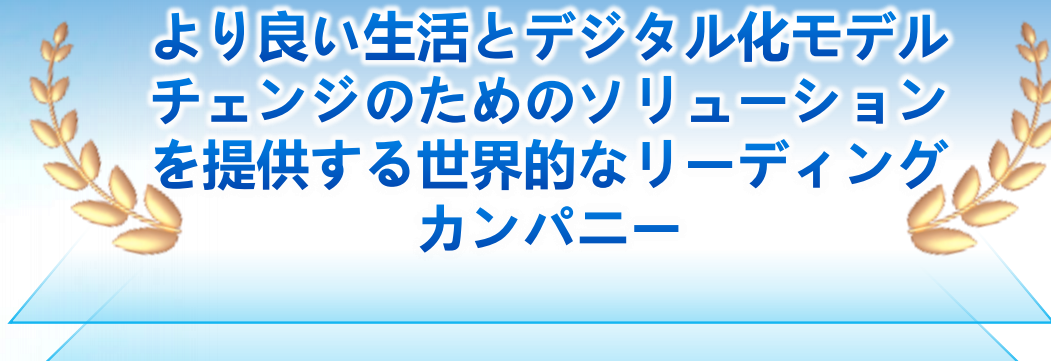 より良い生活とデジタル化モデル
チェンジのためのソリューション
を提供する世界的なリーディング
カンパニー